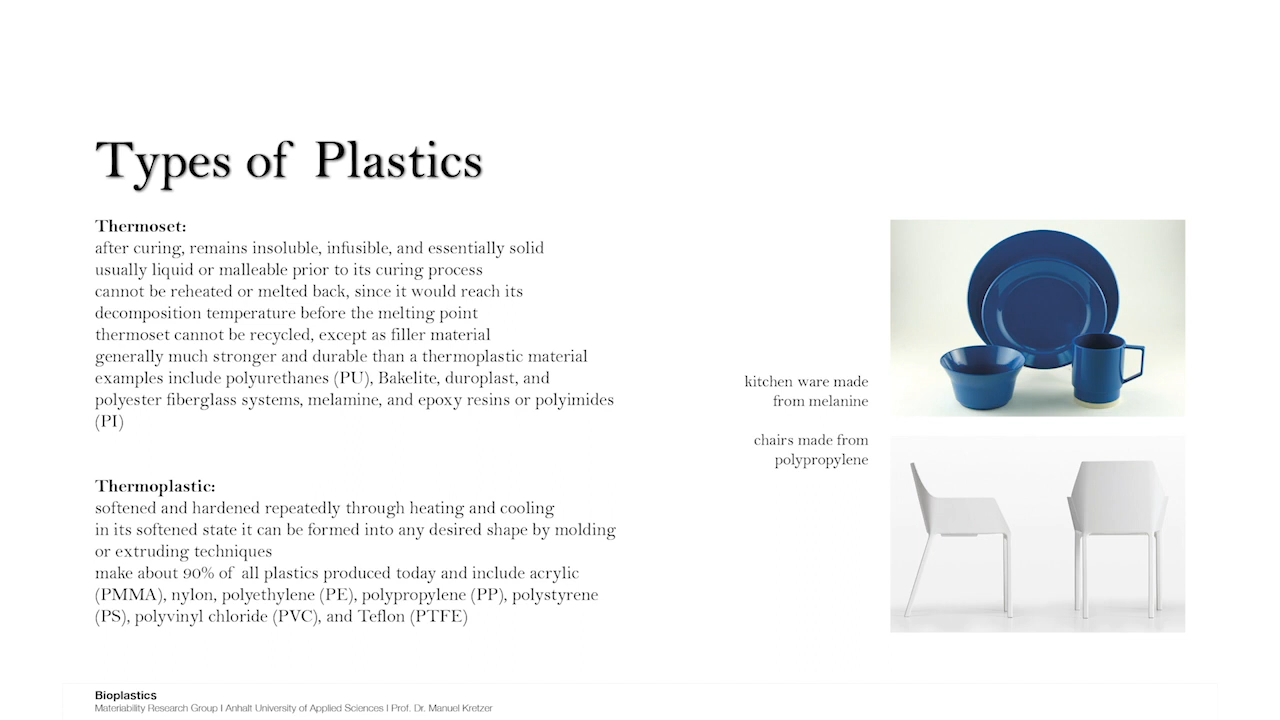 Types of Plastics
Thermoset:
after curing, remains insoluble, infusible, and essentially solid
usually liquid or malleable prior to its curing process
cannot be reheated or melted back, since it would reach its
decomposition temperature before the melting point
thermoset cannot be recycled, except as filler material
generally much stronger and durable than a thermoplastic material
examples include polyurethanes (PU), Bakelite, duroplast, and
polyester fiberglass systems, melamine, and epoxy resins or polyimides
(PI)
Thermoplastic:
softened and hardened repeatedly through heating and cooling
in its softened state it can be formed into any desired shape by molding
or extruding techniques
make about 90% of all plastics produced today and include acrylic
(PMMA), nylon, polyethylene (PE), polypropylene (PP), polystyrene
(PS), polyvinyl chloride (PVC), and Teflon (PTFE)
kitchen ware made
from melanine
chairs made from
polypropylene
Bioplastics
Materiability Research Group I Anhalt University of Applied Sciences I Prof. Dr. Manuel Kretzer